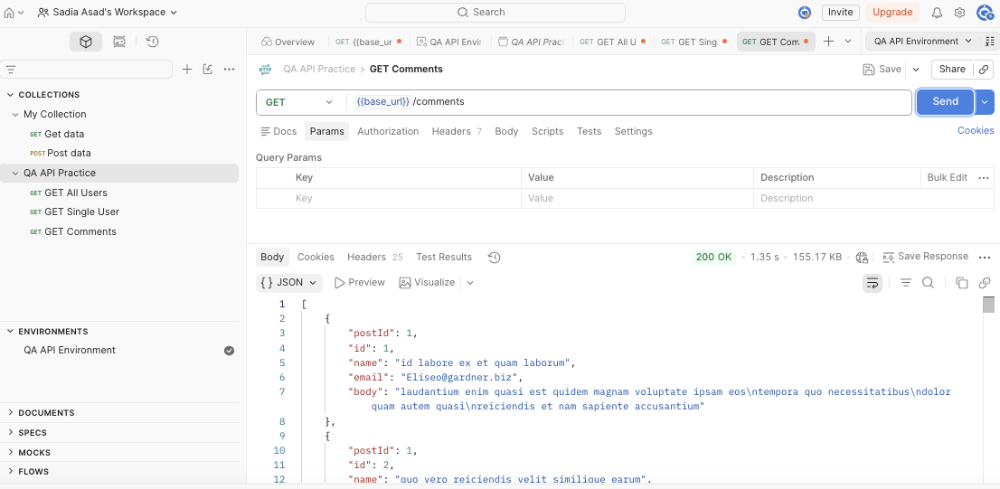 Sadia Asad's Workspace
Search
Invite
Upgrade
Overview
GET {{base_ur
QA API Envir
QA API Pract
GET GET All U
GET GET Sing
GET GET Com
QA API Environment
HTTP
QA API Practice > GET Comments
Save
Share
GET
{{base_url}} /comments
Send
Docs
Params
Authorization
Headers 7
Body
Scripts
Tests
Settings
Cookies
Query Params
Key
Value
Description
Bulk Edit
Key
Value
Description
COLLECTIONS
My Collection
GET Get data
POST Post data
QA API Practice
GET GET All Users
GET GET Single User
GET GET Comments
ENVIRONMENTS
QA API Environment
DOCUMENTS
SPECS
MOCKS
FLOWS
Body
Cookies
Headers 25
Test Results
200 OK
1.35 s
155.17 KB
e.g. Save Response
{} JSON
Preview
Visualize
1 [
2 {
3 "postId": 1,
4 "id": 1,
5 "name": "id labore ex et quam laborum",
6 "email": "Eliseo@gardner.biz",
7 "body": "laudantium enim quasi est quidem magnam voluptate ipsam eos\ntempora quo necessitatibus\ndolor
quam autem quasi\nreiciendis et nam sapiente accusantium"
8 },
9 {
10 "postId": 1,
11 "id": 2,
12 "name": "quo vero reiciendis velit similique earum",